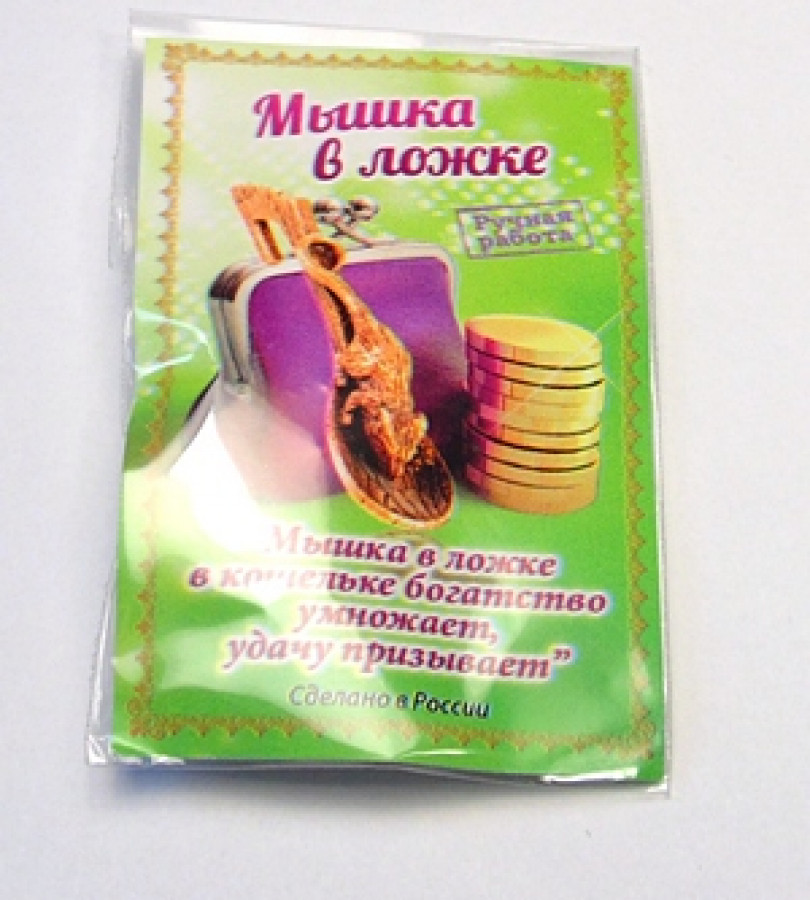 Мышка
в ложке
Ручная
работа
Мышка в ложке
в кошельке богатство
умножает,
удачу призывает”
Сделано в России